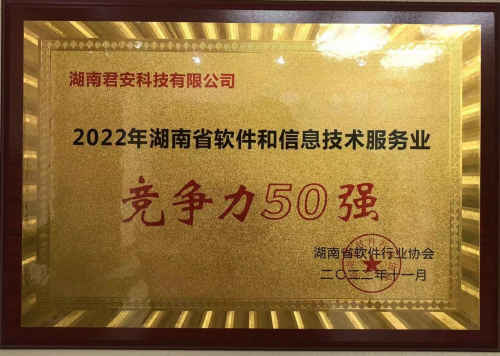 湖南君安科技有限公司
2022年湖南省软件和信息技术服务业
竞争力50强
湖南省软件行业协会
二〇二二年十一月